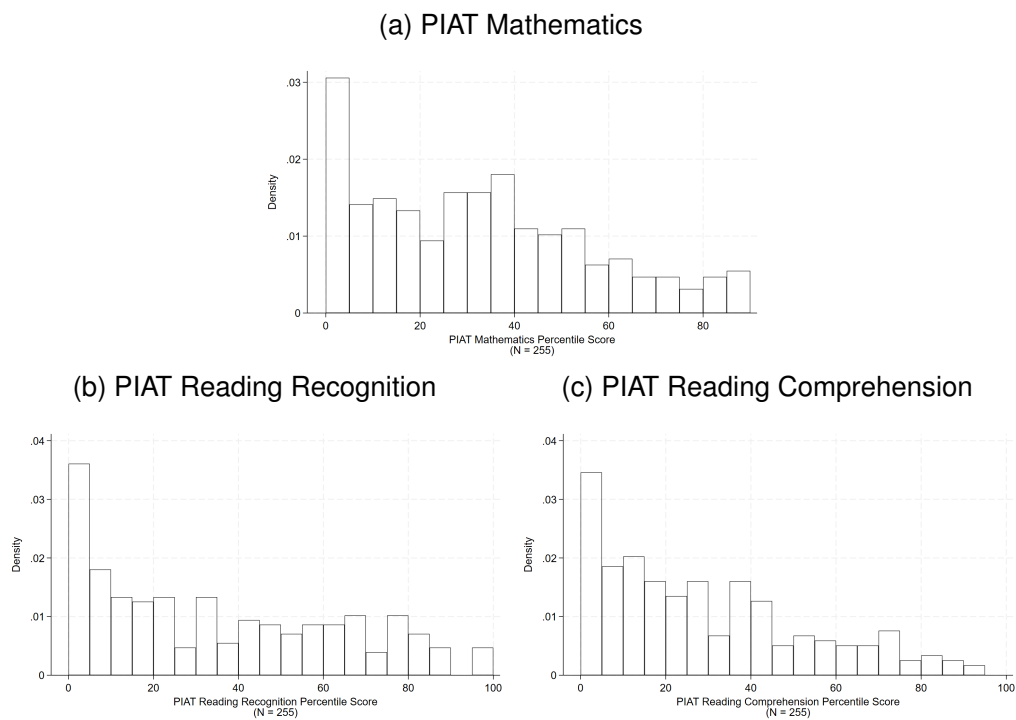 (a) PIAT Mathematics
.03
.02
.01
0
Density
0 20 40 60 80
PIAT Mathematics Percentile Score
(N = 255)
(b) PIAT Reading Recognition
.04
.03
.02
.01
0
Density
0 20 40 60 80 100
PIAT Reading Recognition Percentile Score
(N = 255)
(c) PIAT Reading Comprehension
.04
.03
.02
.01
0
Density
0 20 40 60 80 100
PIAT Reading Comprehension Percentile Score
(N = 255)